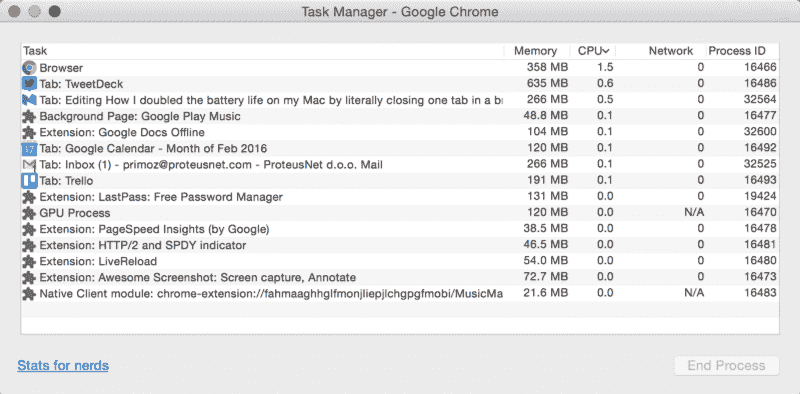 Task Manager - Google Chrome
Task Memory CPU Network Process ID
Browser 358 MB 1.5 0 16466
Tab: TweetDeck 635 MB 0.6 0 16486
Tab: Editing How I doubled the battery life on my Mac by literally closing one tab in a br 266 MB 0.5 0 32564
Background Page: Google Play Music 48.8 MB 0.1 0 16477
Extension: Google Docs Offline 104 MB 0.1 0 32600
17 Tab: Google Calendar - Month of Feb 2016 120 MB 0.1 0 16492
Tab: Inbox (1) - primoz@proteusnet.com - ProteusNet d.o.o. Mail 266 MB 0.1 0 32525
Tab: Trello 191 MB 0.1 0 16493
Extension: LastPass: Free Password Manager 131 MB 0.0 0 19424
GPU Process 120 MB 0.0 N/A 16470
Extension: PageSpeed Insights (by Google) 38.5 MB 0.0 0 16478
Extension: HTTP/2 and SPDY indicator 46.5 MB 0.0 0 16481
Extension: LiveReload 54.0 MB 0.0 0 16480
Extension: Awesome Screenshot: Screen capture, Annotate 72.7 MB 0.0 0 16473
Native Client module: chrome-extension://fahmaaghhglfmonjliepjlchgpgfmobi/MusicMa 21.6 MB 0.0 N/A 16483
Stats for nerds
End Process